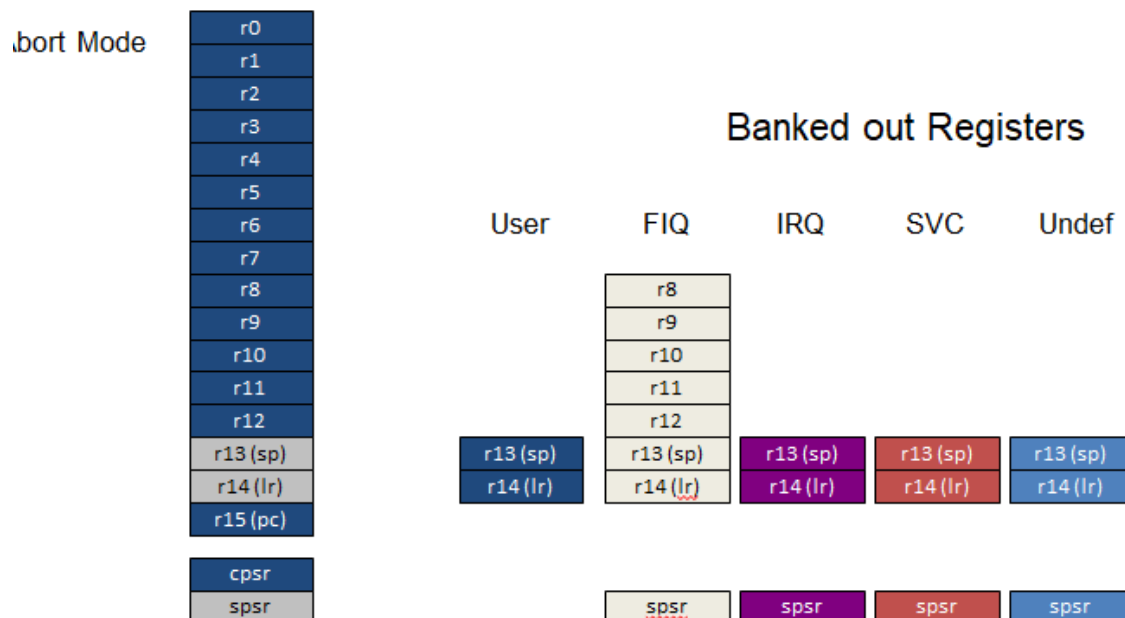 .bort Mode
Banked out Registers
r0
r1
r2
r3
r4
r5
r6
r7
r8
r9
r10
r11
r12
r13 (sp)
r14 (lr)
r15 (pc)
cpsr
spsr
User
r13 (sp)
r14 (lr)
FIQ
r8
r9
r10
r11
r12
r13 (sp)
r14 (lr)
spsr
IRQ
r13 (sp)
r14 (lr)
spsr
SVC
r13 (sp)
r14 (lr)
spsr
Undef
r13 (sp)
r14 (lr)
spsr